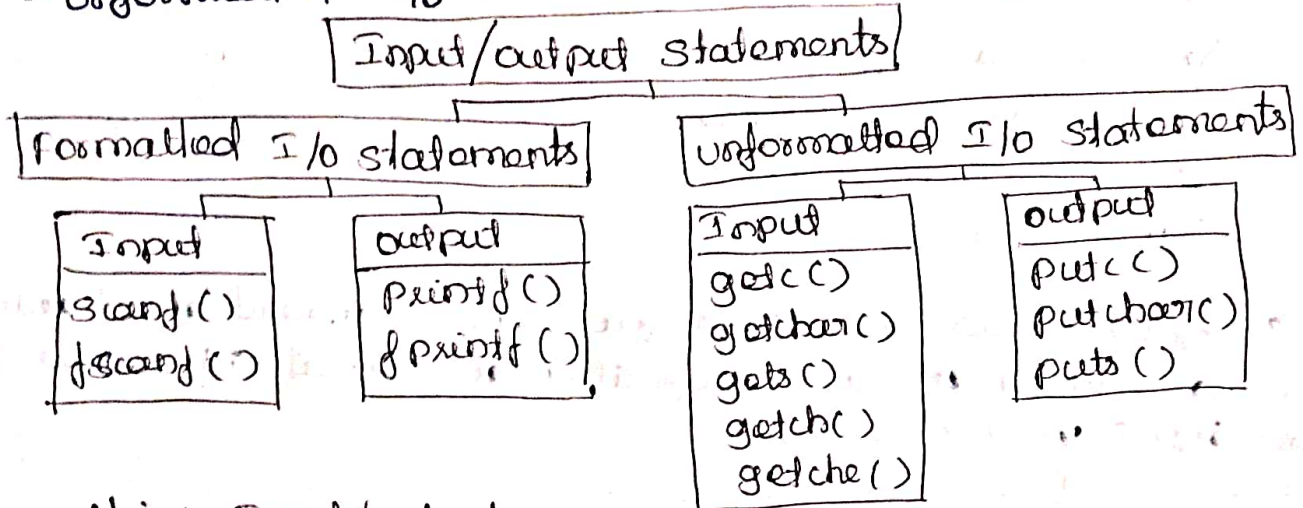 Input/output statements
Formatted I/o statements
unformatted I/o statements
Input
scanf()
fscanf()
output
printf()
fprintf()
Input
getc()
getchar()
gets()
getch()
getche()
output
putc()
putchar()
puts()